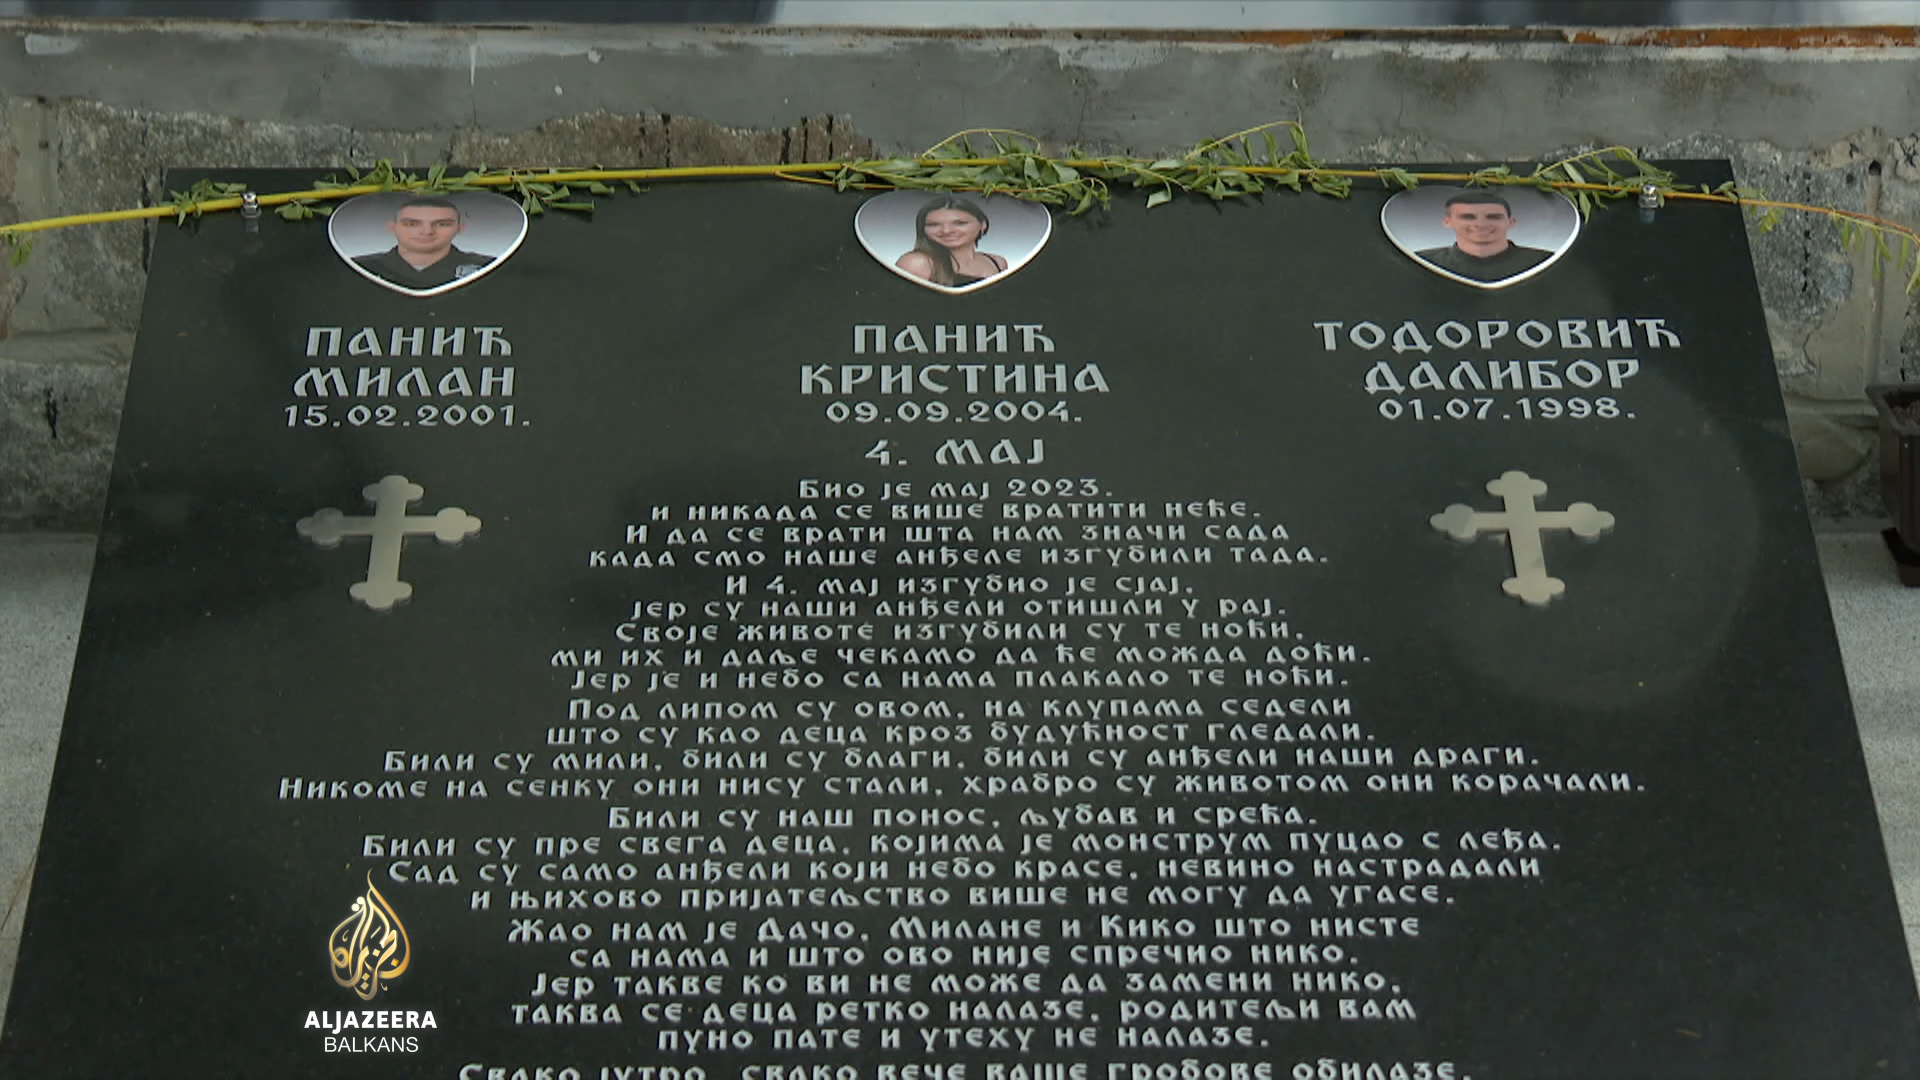 ПАНИЋ
МИЛАН
15.02.2001.
ПАНИЋ
КРИСТИНА
09.09.2004.
ТОДОРОВИЋ
ДАЛИБОР
01.07.1998.
4. МАЈ
Био је мај 2023.
и никада се више вратити неће.
И да се врати шта нам значи сада
када смо наше анђеле изгубили тада.
И 4. мај изгубио је сјај,
јер су наши анђели отишли у рај.
Своје животе изгубили су те ноћи,
ми их и даље чекамо да ће можда доћи.
Јер је и небо са нама плакало те ноћи.
Под липом су овом, на клупама седели
што су као деца кроз будућност гледали.
Били су мили, били су благи, били су анђели наши драги.
Никоме на сенку они нису стали, храбро су животом они корачали.
Били су наш понос, љубав и срећа.
Били су пре свега деца, којима је монструм пуцао с леђа.
Сад су само анђели који небо красе, невино настрадали
и њихово пријатељство више не могу да угасе.
Жао нам је Дачо, Милане и Кико што нисте
са нама и што ово није спречио нико.
Јер такве ко ви не може да замени нико,
таква се деца ретко налазе, родитељи вам
пуно пате и утеху не налазе.
Свако јутро, свако вече ваше гробове обилазе,
ALJAZEERA
BALKANS